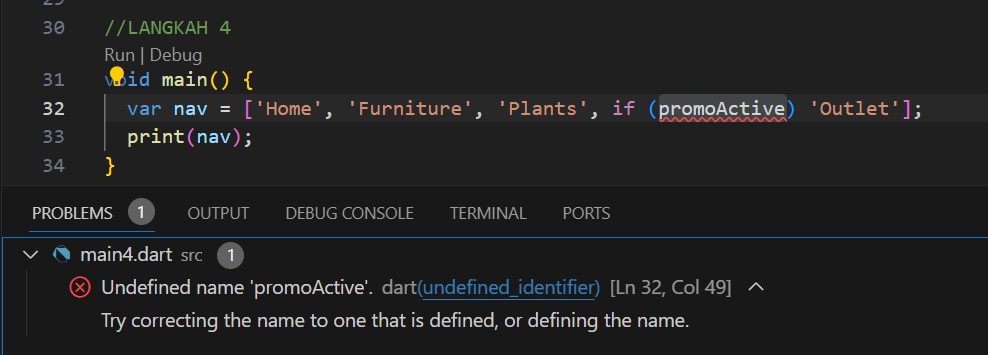 29
30 //LANGKAH 4
Run | Debug
31 void main() {
32 var nav = ['Home', 'Furniture', 'Plants', if (promoActive) 'Outlet'];
33 print(nav);
34 }
PROBLEMS 1 OUTPUT DEBUG CONSOLE TERMINAL PORTS
main4.dart src 1
Undefined name 'promoActive'. dart(undefined_identifier) [Ln 32, Col 49]
Try correcting the name to one that is defined, or defining the name.